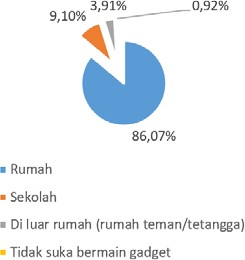 3,91%
0,92%
9,10%
86,07%
Rumah
Sekolah
Di luar rumah (rumah teman/tetangga)
Tidak suka bermain gadget